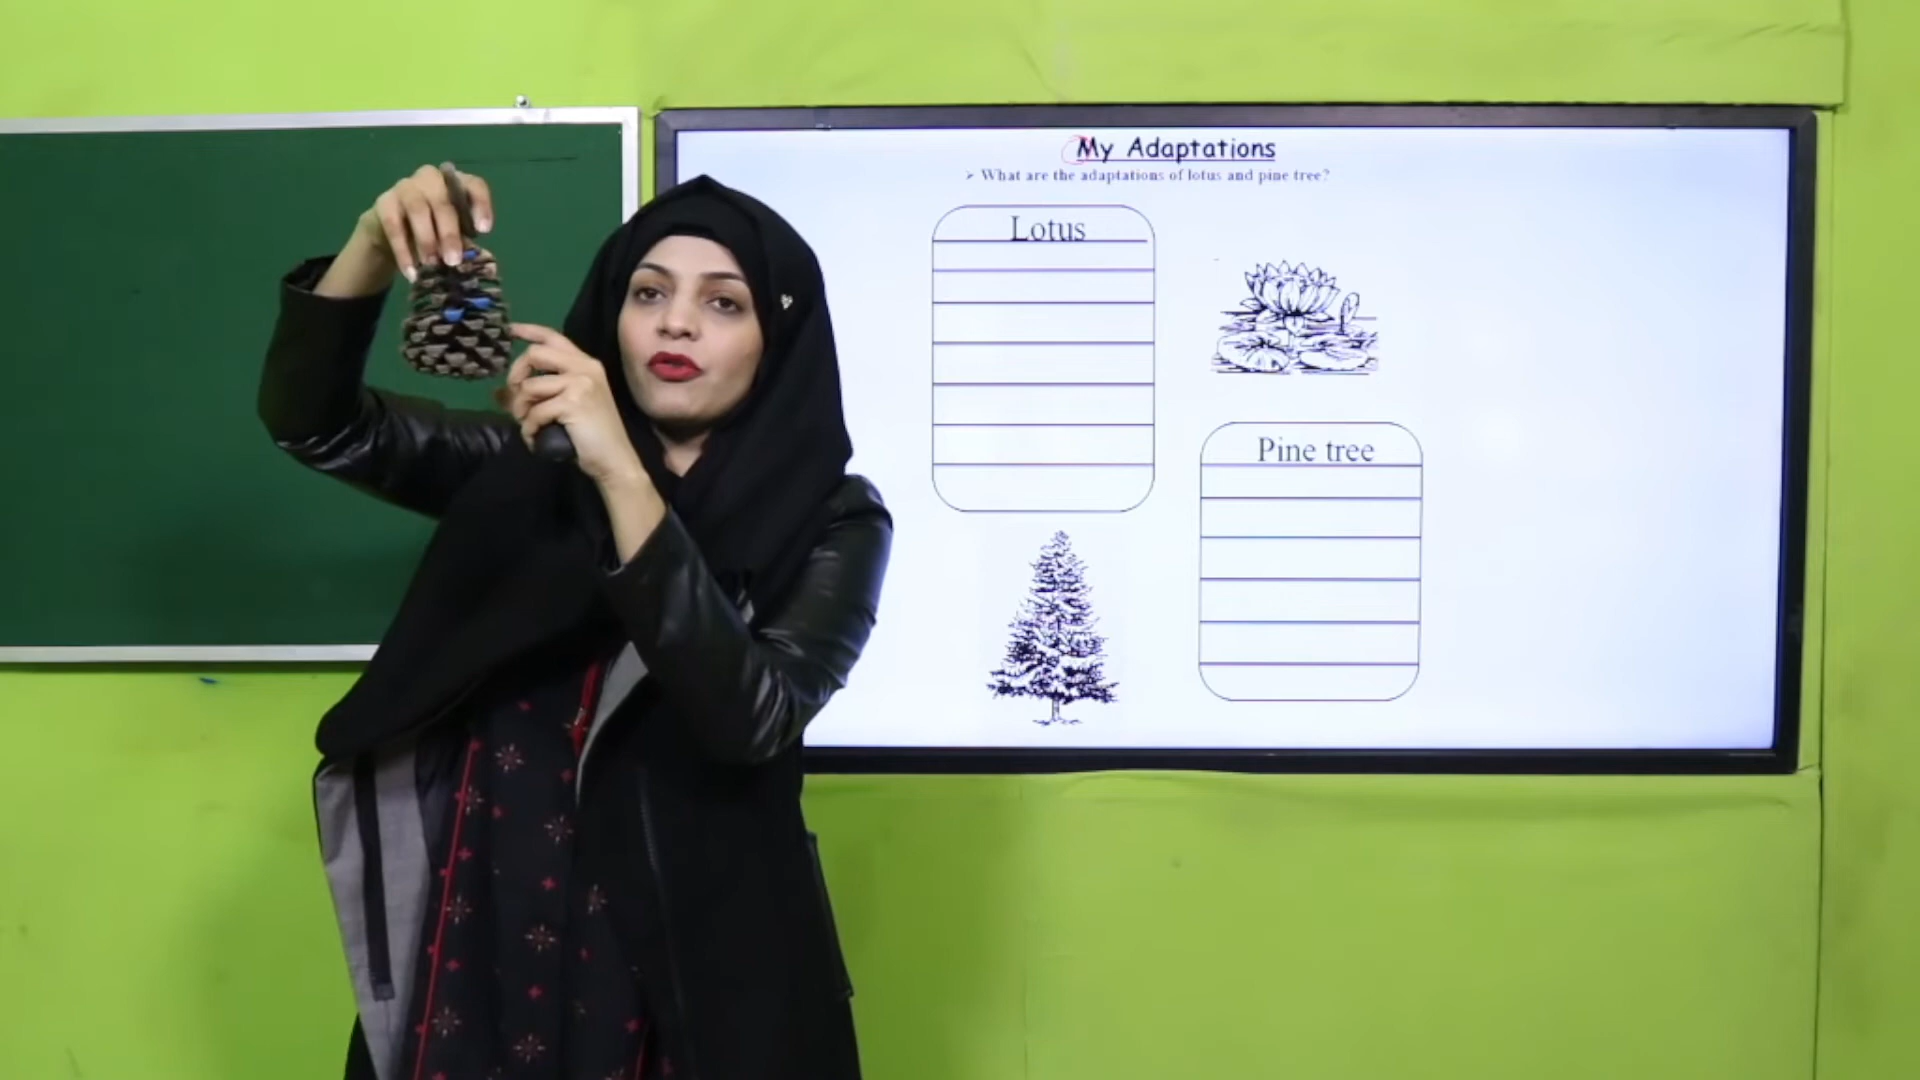 My Adaptations
➢ What are the adaptations of lotus and pine tree?
Lotus
Pine tree